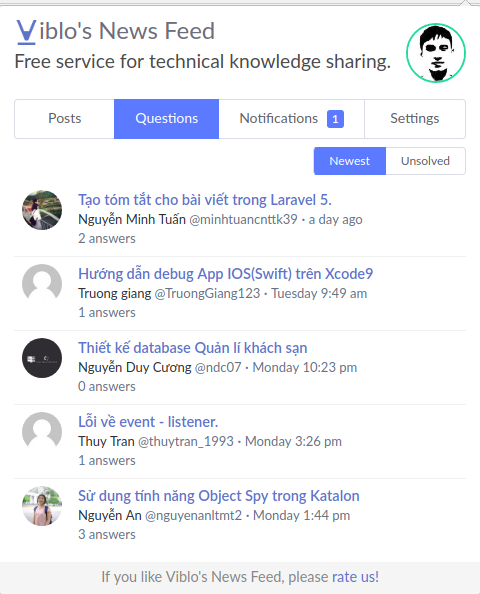 Viblo's News Feed
Free service for technical knowledge sharing.
Posts Questions Notifications 1 Settings
Newest Unsolved
Tạo tóm tắt cho bài viết trong Laravel 5.
Nguyễn Minh Tuấn @minhtuancnttk39 · a day ago
2 answers
Hướng dẫn debug App IOS(Swift) trên Xcode9
Truong giang @TruongGiang123 · Tuesday 9:49 am
1 answers
Thiết kế database Quản lí khách sạn
Nguyễn Duy Cương @ndc07 · Monday 10:23 pm
0 answers
Lỗi về event - listener.
Thuy Tran @thuytran_1993 · Monday 3:26 pm
1 answers
Sử dụng tính năng Object Spy trong Katalon
Nguyễn An @nguyenanltmt2 · Monday 1:44 pm
3 answers
If you like Viblo's News Feed, please rate us!